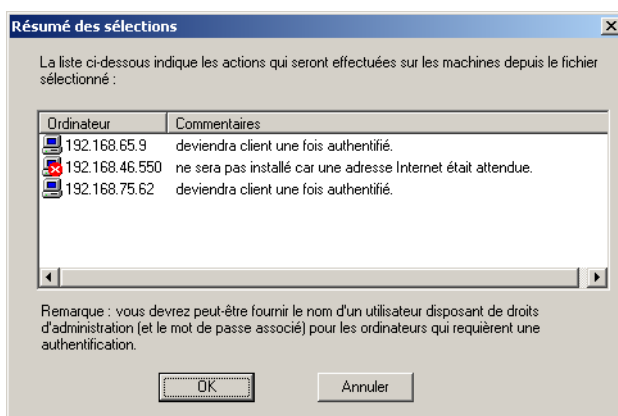 Résumé des sélections
La liste ci-dessous indique les actions qui seront effectuées sur les machines depuis le fichier
sélectionné :
Ordinateur Commentaires
192.168.65.9 deviendra client une fois authentifié.
192.168.46.550 ne sera pas installé car une adresse Internet était attendue.
192.168.75.62 deviendra client une fois authentifié.
Remarque : vous devrez peut-être fournir le nom d'un utilisateur disposant de droits
d'administration (et le mot de passe associé) pour les ordinateurs qui requièrent une
authentification.
OK Annuler